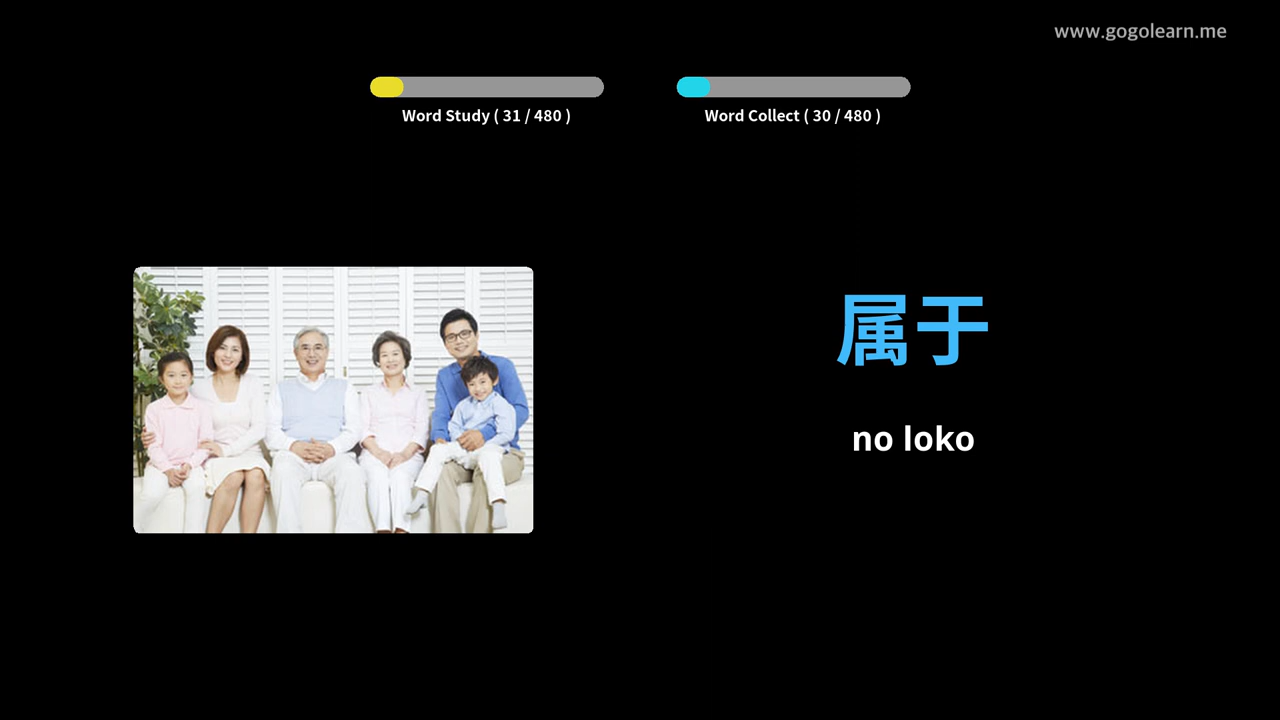 www.gogolearn.me
Word Study ( 31 / 480 )
Word Collect ( 30 / 480 )
属于
no loko